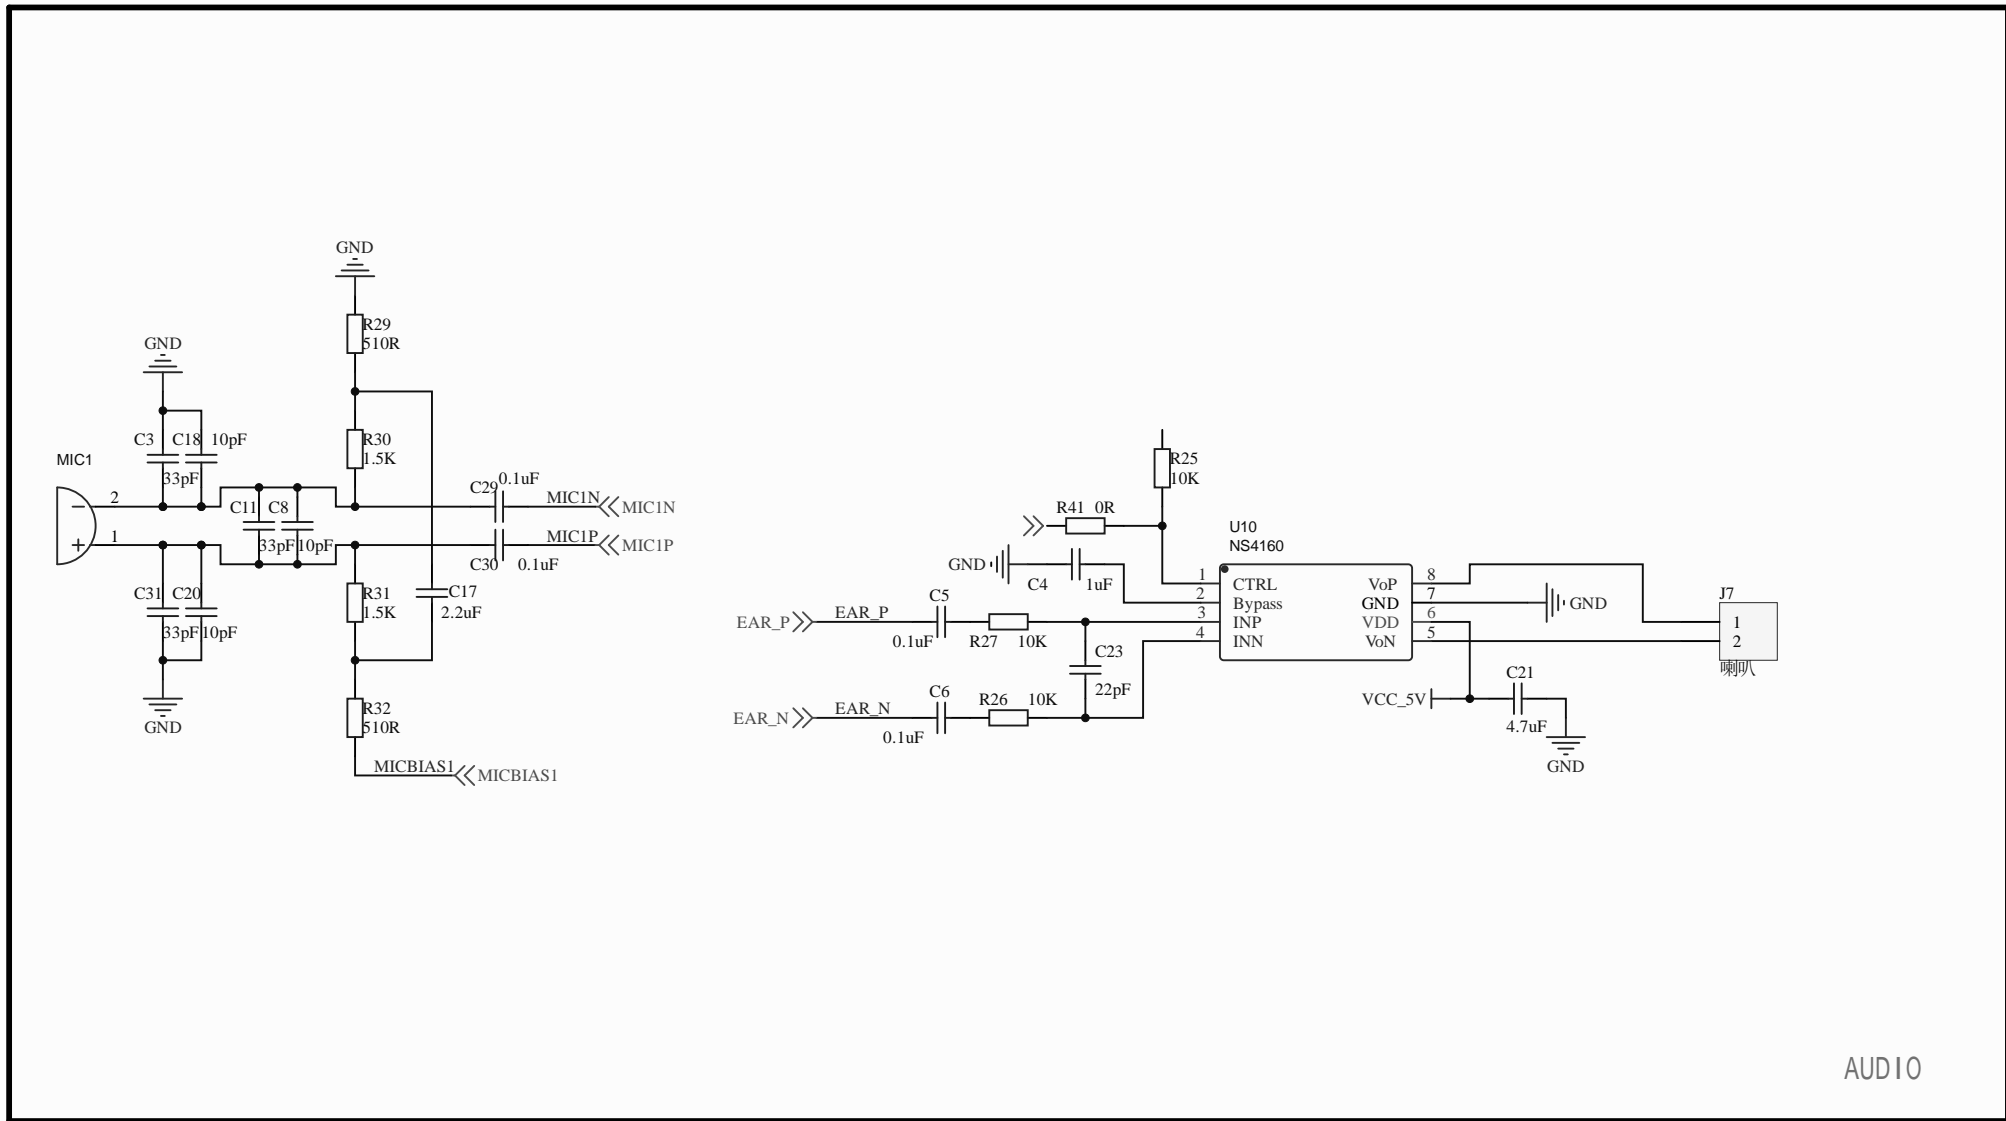 GND
R29
510R
GND
R30
1.5K
C3 C18 10pF
33pF
MIC1
2
1
C11 C8
33pF 10pF
C29 0.1uF
MIC1N MIC1N
MIC1P MIC1P
C30 0.1uF
C31 C20
33pF 10pF
GND
R31
1.5K
C17
2.2uF
R32
510R
MICBIAS1 MICBIAS1
R25
10K
R41 0R
GND
C4 1uF
U10
NS4160
1 CTRL VoP 8
2 Bypass GND 7
3 INP VDD 6
4 INN VoN 5
EAR_P EAR_P
C5
0.1uF
R27 10K
C23
22pF
EAR_N EAR_N
C6
0.1uF
R26 10K
GND
J7
1
2
喇叭
VCC_5V
C21
4.7uF
GND
AUDIO